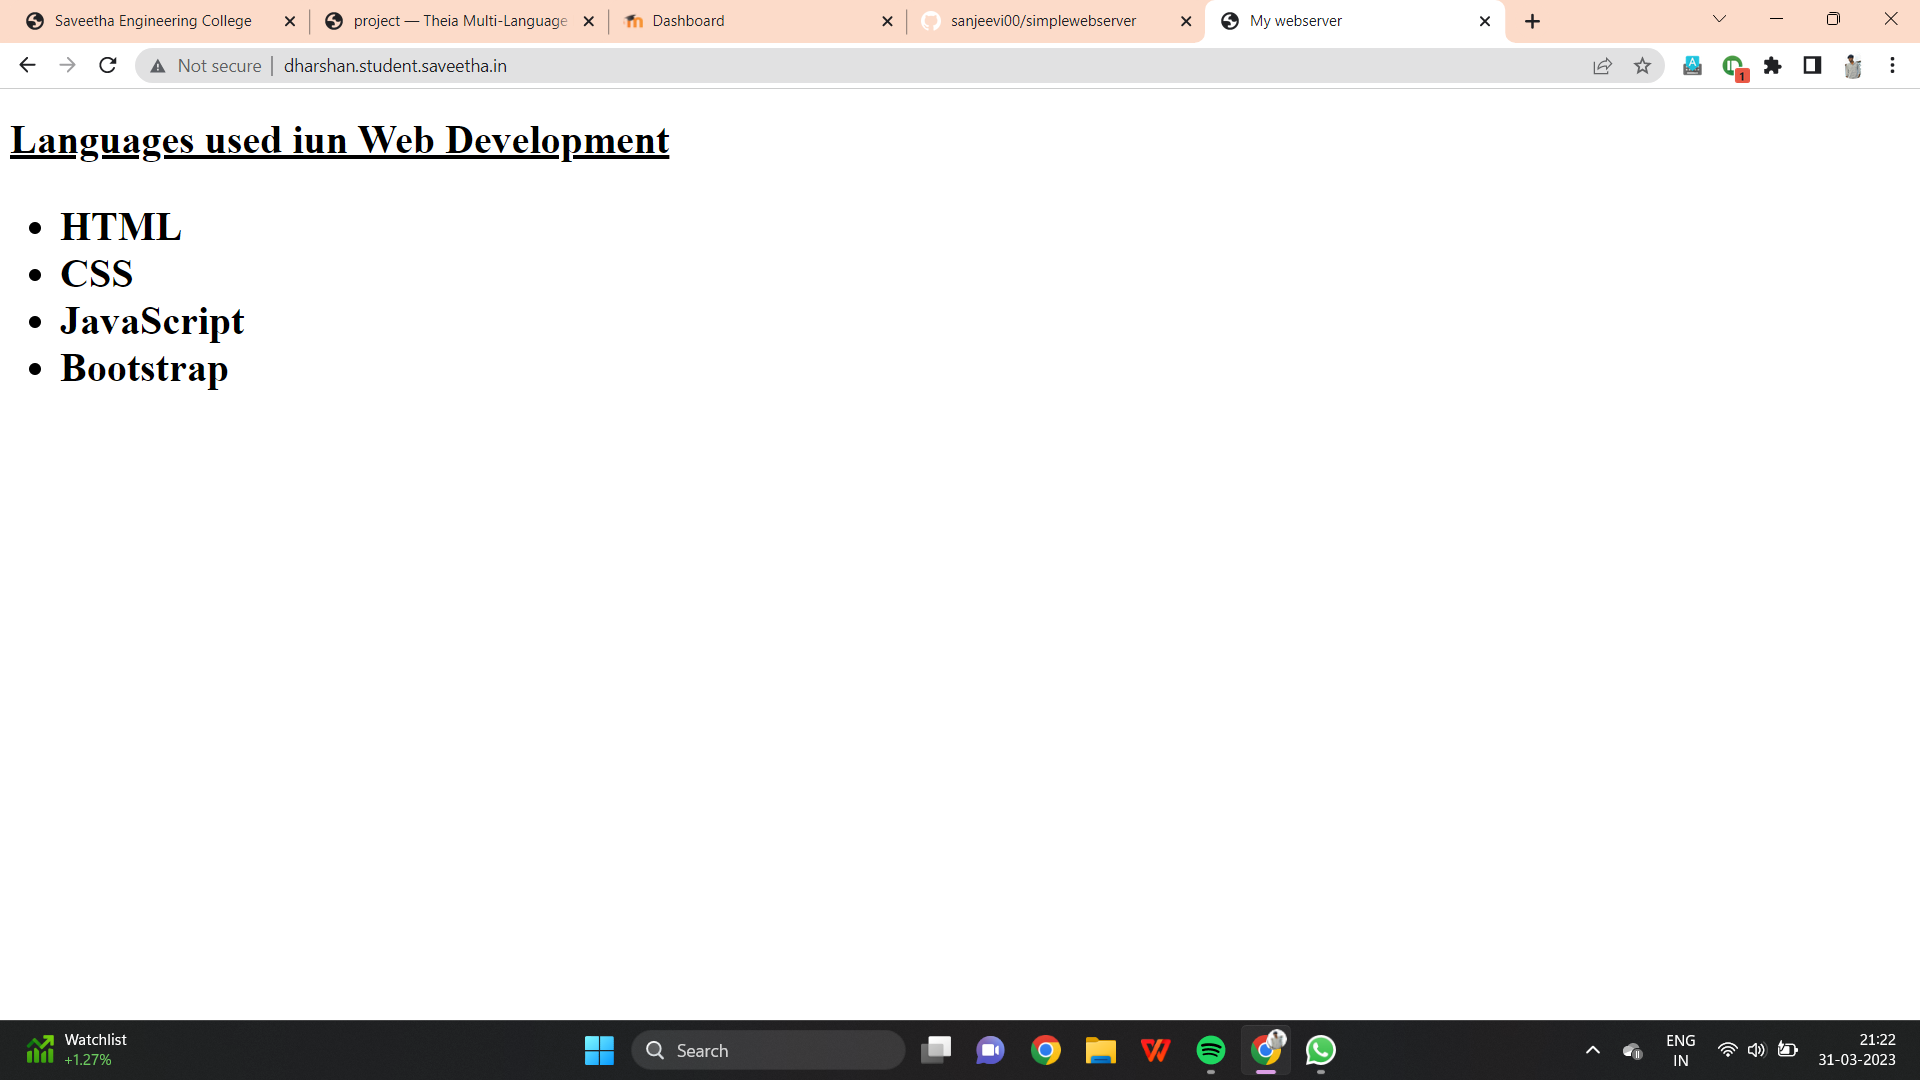 Saveetha Engineering College
project — Theia Multi-Language
Dashboard
sanjeevi00/simplewebserver
My webserver
Not secure
dharshan.student.saveetha.in
1
Languages used iun Web Development
HTML
CSS
JavaScript
Bootstrap
Watchlist
+1.27%
Search
ENG
IN
21:22
31-03-2023